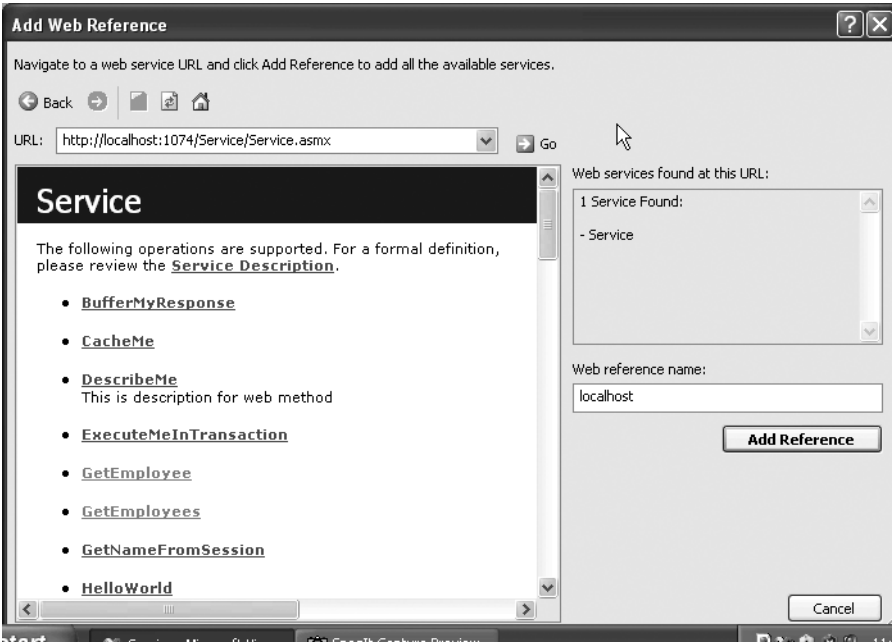 Add Web Reference
Navigate to a web service URL and click Add Reference to add all the available services.
Back
URL: http://localhost:1074/Service/Service.asmx Go
Service
The following operations are supported. For a formal definition,
please review the Service Description.
BufferMyResponse
CacheMe
DescribeMe
This is description for web method
ExecuteMeInTransaction
GetEmployee
GetEmployees
GetNameFromSession
HelloWorld
Web services found at this URL:
1 Service Found:
- Service
Web reference name:
localhost
Add Reference
Cancel